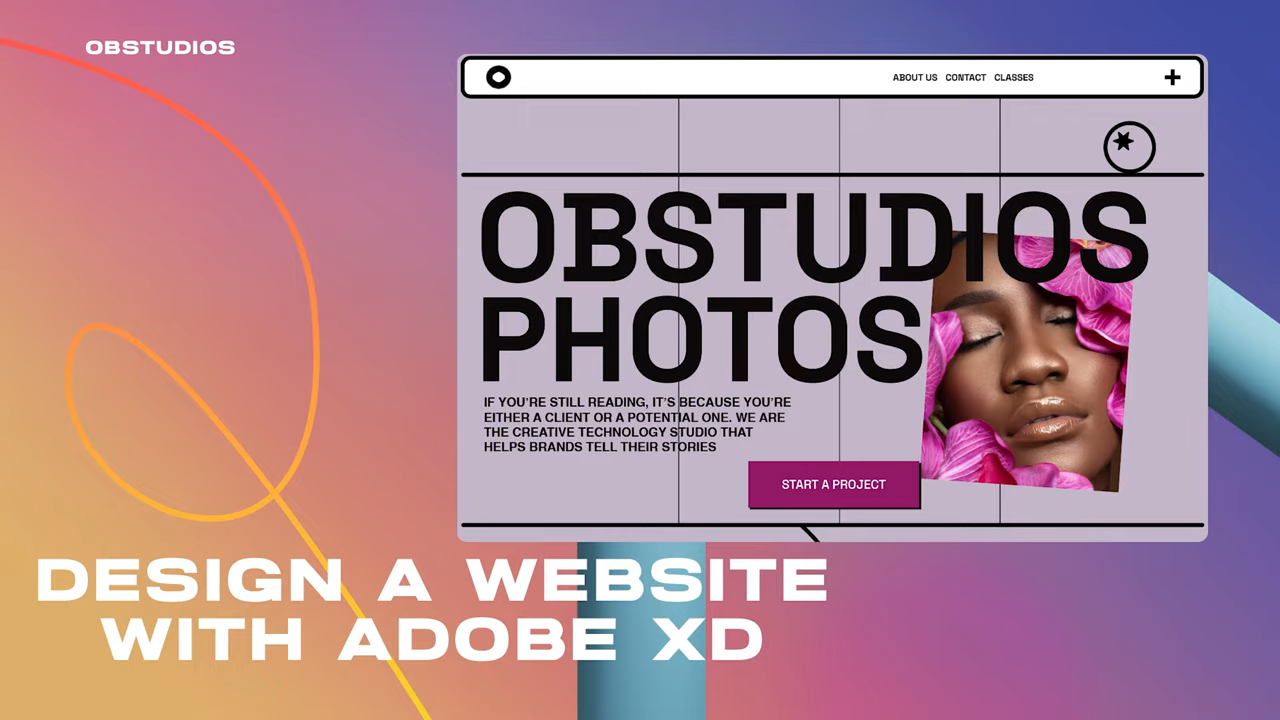 OBSTUDIOS
ABOUT US CONTACT CLASSES
OBSTUDIOS
PHOTOS
IF YOU'RE STILL READING, IT'S BECAUSE YOU'RE
EITHER A CLIENT OR A POTENTIAL ONE. WE ARE
THE CREATIVE TECHNOLOGY STUDIO THAT
HELPS BRANDS TELL THEIR STORIES
START A PROJECT
DESIGN A WEBSITE
WITH ADOBE XD